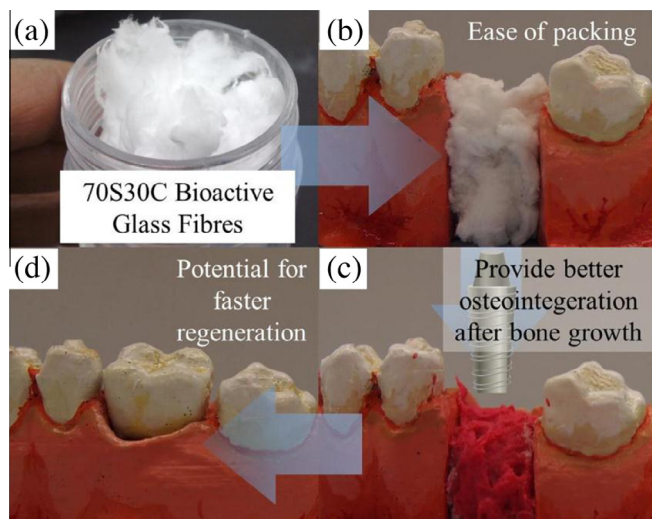 (a)
70S30C Bioactive
Glass Fibres
(b)
Ease of packing
(d)
Potential for
faster
regeneration
(c)
Provide better
osteointegeration
after bone growth